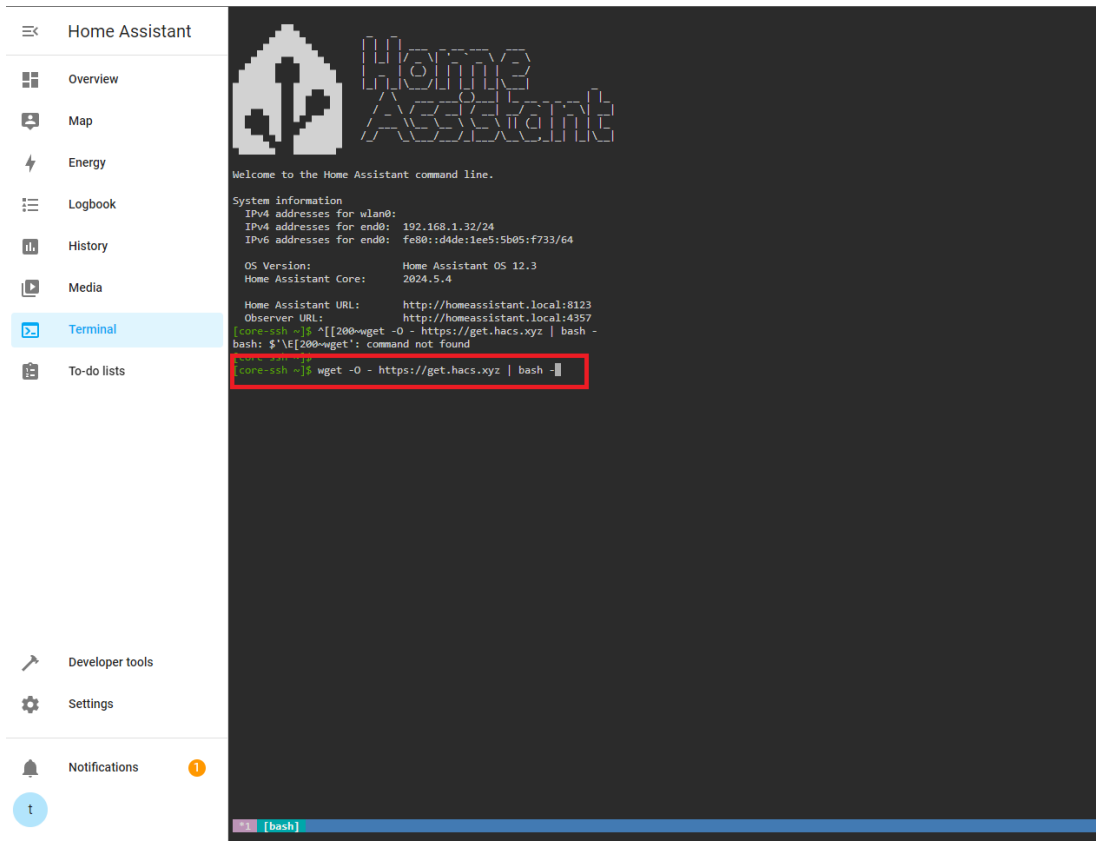 Home Assistant
Overview
Map
Energy
Logbook
History
Media
Terminal
To-do lists
Developer tools
Settings
Notifications 1
t
Home
Assistant
Welcome to the Home Assistant command line.
System information
IPv4 addresses for wlan0:
IPv4 addresses for end0: 192.168.1.32/24
IPv6 addresses for end0: fe80::d4de:1ee5:5b05:f733/64
OS Version: Home Assistant OS 12.3
Home Assistant Core: 2024.5.4
Home Assistant URL: http://homeassistant.local:8123
Observer URL: http://homeassistant.local:4357
[core-ssh ~]$ ^[[200~wget -O - https://get.hacs.xyz | bash -
bash: $'\E[200~wget': command not found
[core-ssh ~]$
[core-ssh ~]$ wget -O - https://get.hacs.xyz | bash -
*1 [bash]